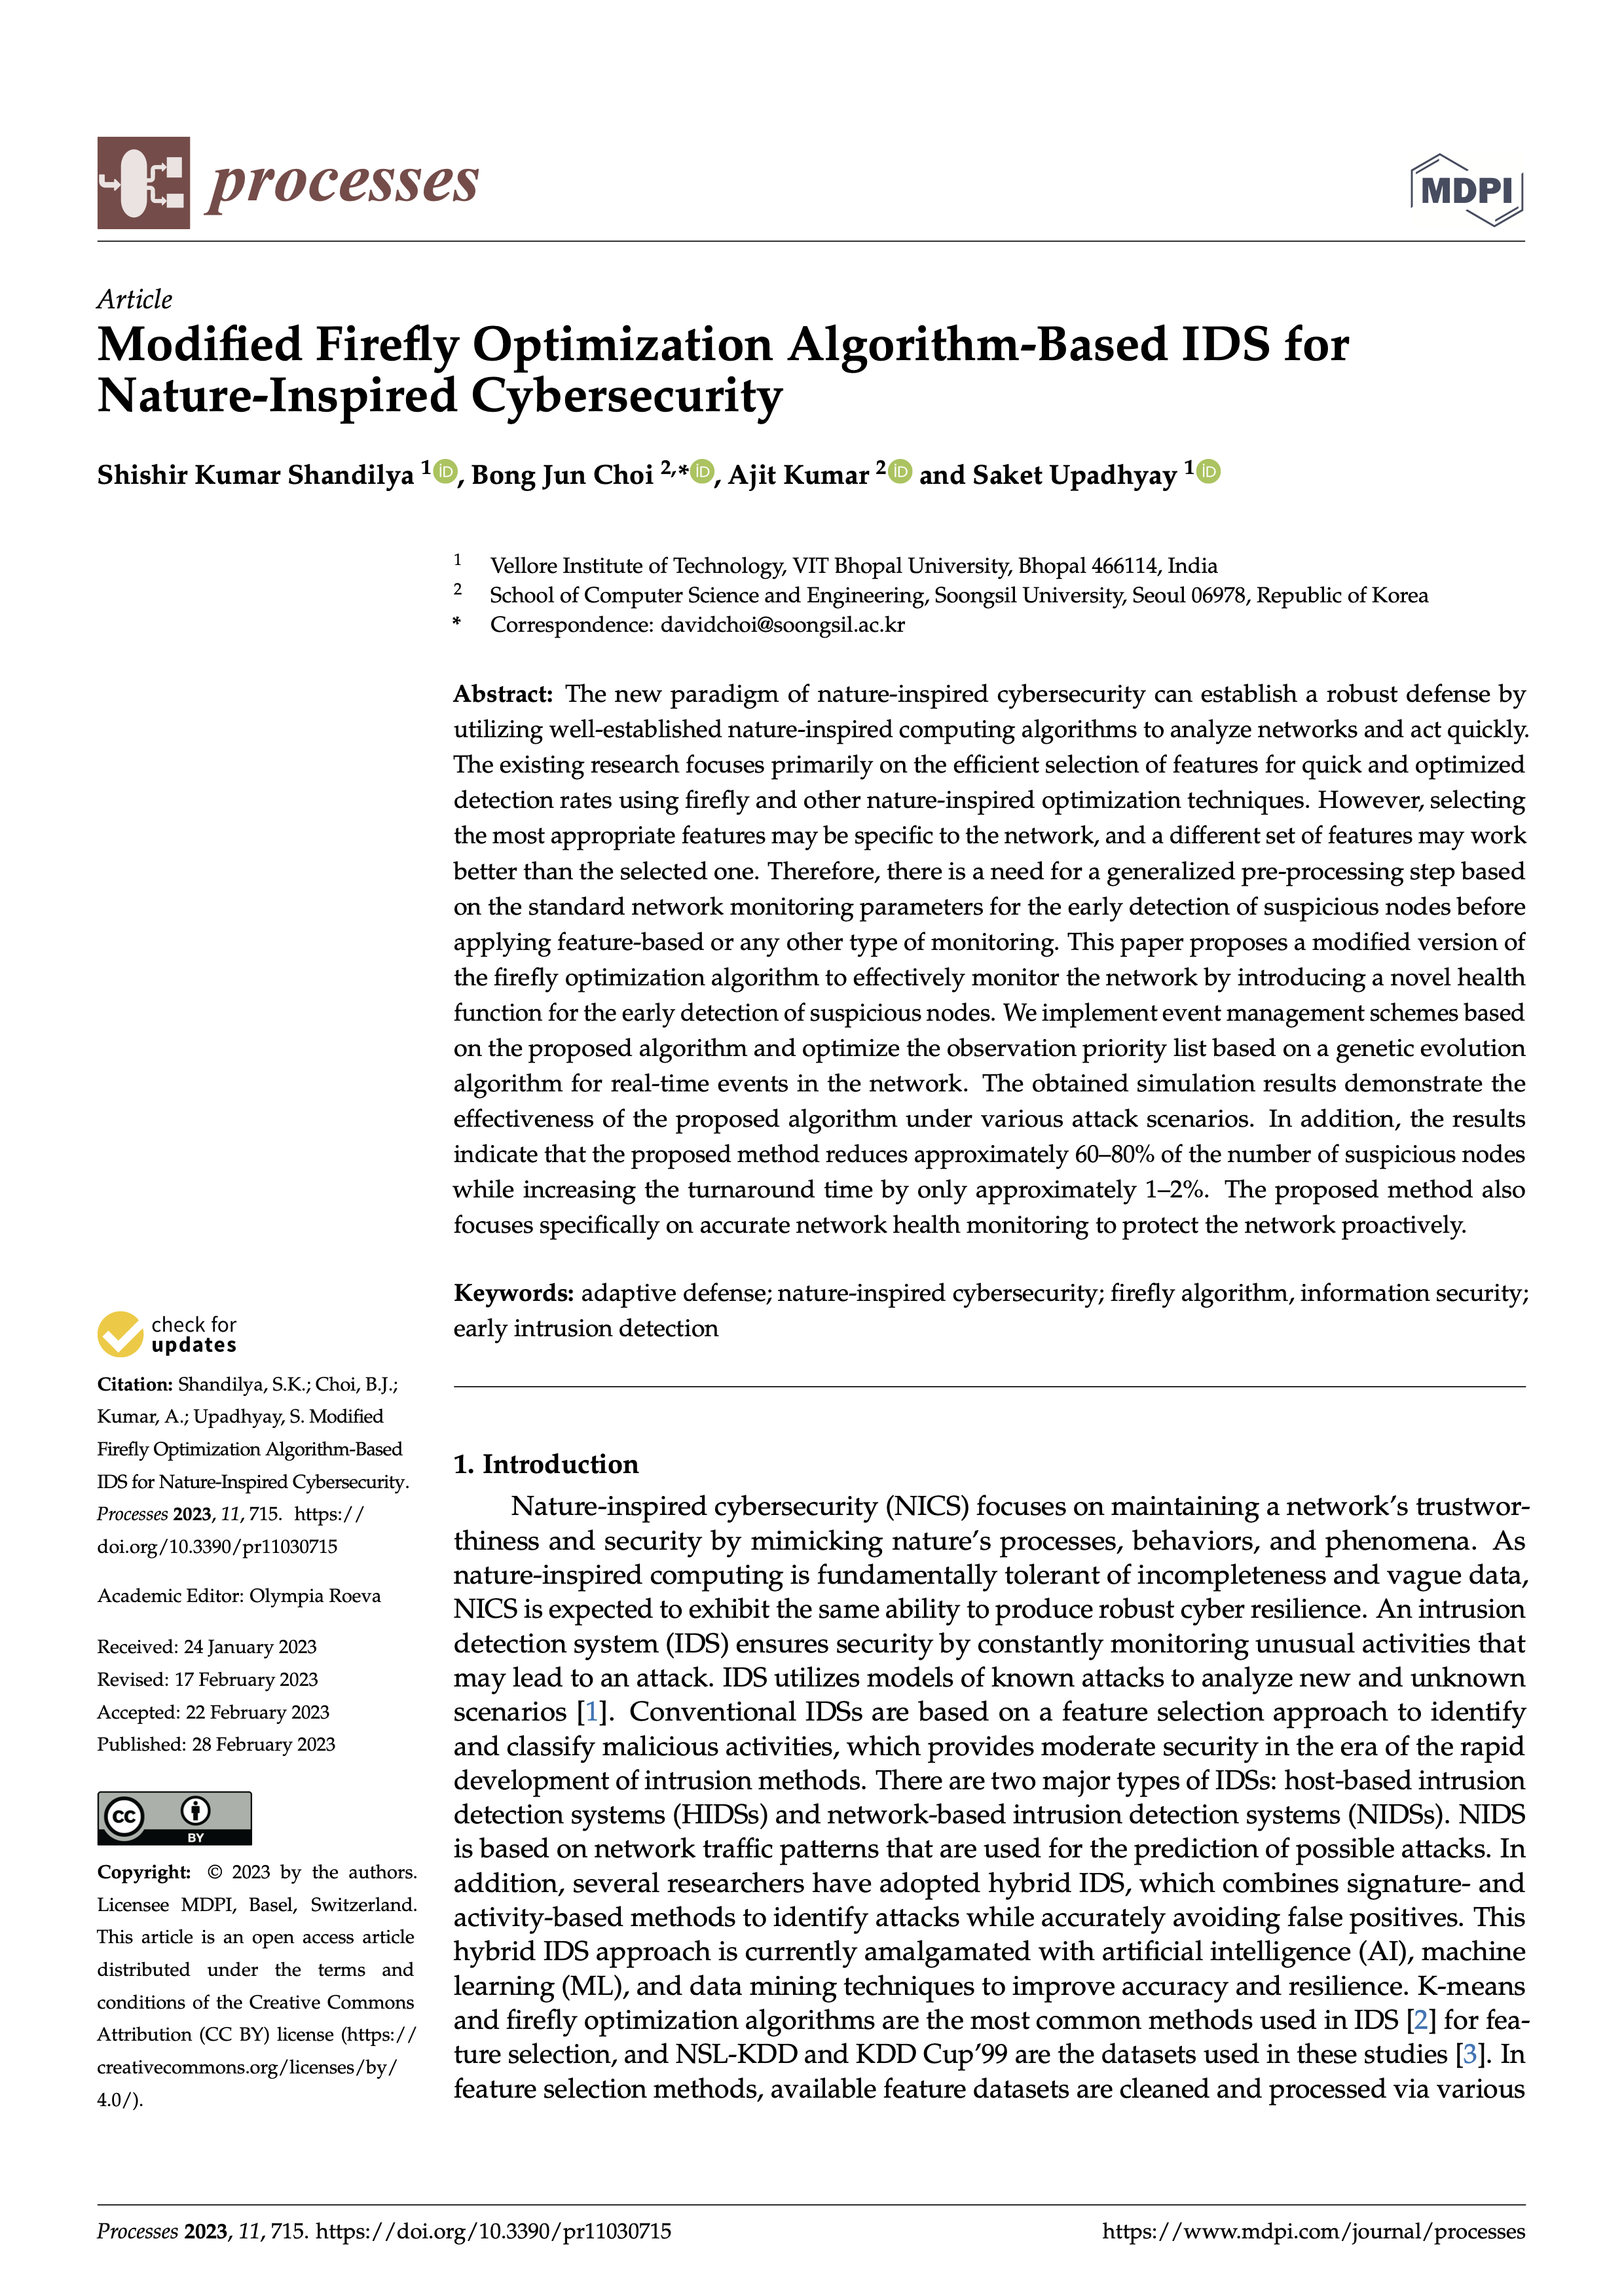 processes
MDPI
Article
Modified Firefly Optimization Algorithm-Based IDS for
Nature-Inspired Cybersecurity
Shishir Kumar Shandilya 1 iD, Bong Jun Choi 2,* iD, Ajit Kumar 2 iD and Saket Upadhyay 1 iD
1 Vellore Institute of Technology, VIT Bhopal University, Bhopal 466114, India
2 School of Computer Science and Engineering, Soongsil University, Seoul 06978, Republic of Korea
* Correspondence: davidchoi@soongsil.ac.kr
Abstract: The new paradigm of nature-inspired cybersecurity can establish a robust defense by
utilizing well-established nature-inspired computing algorithms to analyze networks and act quickly.
The existing research focuses primarily on the efficient selection of features for quick and optimized
detection rates using firefly and other nature-inspired optimization techniques. However, selecting
the most appropriate features may be specific to the network, and a different set of features may work
better than the selected one. Therefore, there is a need for a generalized pre-processing step based
on the standard network monitoring parameters for the early detection of suspicious nodes before
applying feature-based or any other type of monitoring. This paper proposes a modified version of
the firefly optimization algorithm to effectively monitor the network by introducing a novel health
function for the early detection of suspicious nodes. We implement event management schemes based
on the proposed algorithm and optimize the observation priority list based on a genetic evolution
algorithm for real-time events in the network. The obtained simulation results demonstrate the
effectiveness of the proposed algorithm under various attack scenarios. In addition, the results
indicate that the proposed method reduces approximately 60–80% of the number of suspicious nodes
while increasing the turnaround time by only approximately 1–2%. The proposed method also
focuses specifically on accurate network health monitoring to protect the network proactively.
Keywords: adaptive defense; nature-inspired cybersecurity; firefly algorithm, information security;
early intrusion detection
check for
updates
Citation: Shandilya, S.K.; Choi, B.J.;
Kumar, A.; Upadhyay, S. Modified
Firefly Optimization Algorithm-Based
IDS for Nature-Inspired Cybersecurity.
Processes 2023, 11, 715. https://
doi.org/10.3390/pr11030715
Academic Editor: Olympia Roeva
Received: 24 January 2023
Revised: 17 February 2023
Accepted: 22 February 2023
Published: 28 February 2023
cc
BY
Copyright: © 2023 by the authors.
Licensee MDPI, Basel, Switzerland.
This article is an open access article
distributed under the terms and
conditions of the Creative Commons
Attribution (CC BY) license (https://
creativecommons.org/licenses/by/
4.0/).
1. Introduction
Nature-inspired cybersecurity (NICS) focuses on maintaining a network's trustwor-
thiness and security by mimicking nature's processes, behaviors, and phenomena. As
nature-inspired computing is fundamentally tolerant of incompleteness and vague data,
NICS is expected to exhibit the same ability to produce robust cyber resilience. An intrusion
detection system (IDS) ensures security by constantly monitoring unusual activities that
may lead to an attack. IDS utilizes models of known attacks to analyze new and unknown
scenarios [1]. Conventional IDSs are based on a feature selection approach to identify
and classify malicious activities, which provides moderate security in the era of the rapid
development of intrusion methods. There are two major types of IDSs: host-based intrusion
detection systems (HIDSs) and network-based intrusion detection systems (NIDSs). NIDS
is based on network traffic patterns that are used for the prediction of possible attacks. In
addition, several researchers have adopted hybrid IDS, which combines signature- and
activity-based methods to identify attacks while accurately avoiding false positives. This
hybrid IDS approach is currently amalgamated with artificial intelligence (AI), machine
learning (ML), and data mining techniques to improve accuracy and resilience. K-means
and firefly optimization algorithms are the most common methods used in IDS [2] for fea-
ture selection, and NSL-KDD and KDD Cup'99 are the datasets used in these studies [3]. In
feature selection methods, available feature datasets are cleaned and processed via various
Processes 2023, 11, 715. https://doi.org/10.3390/pr11030715
https://www.mdpi.com/journal/processes